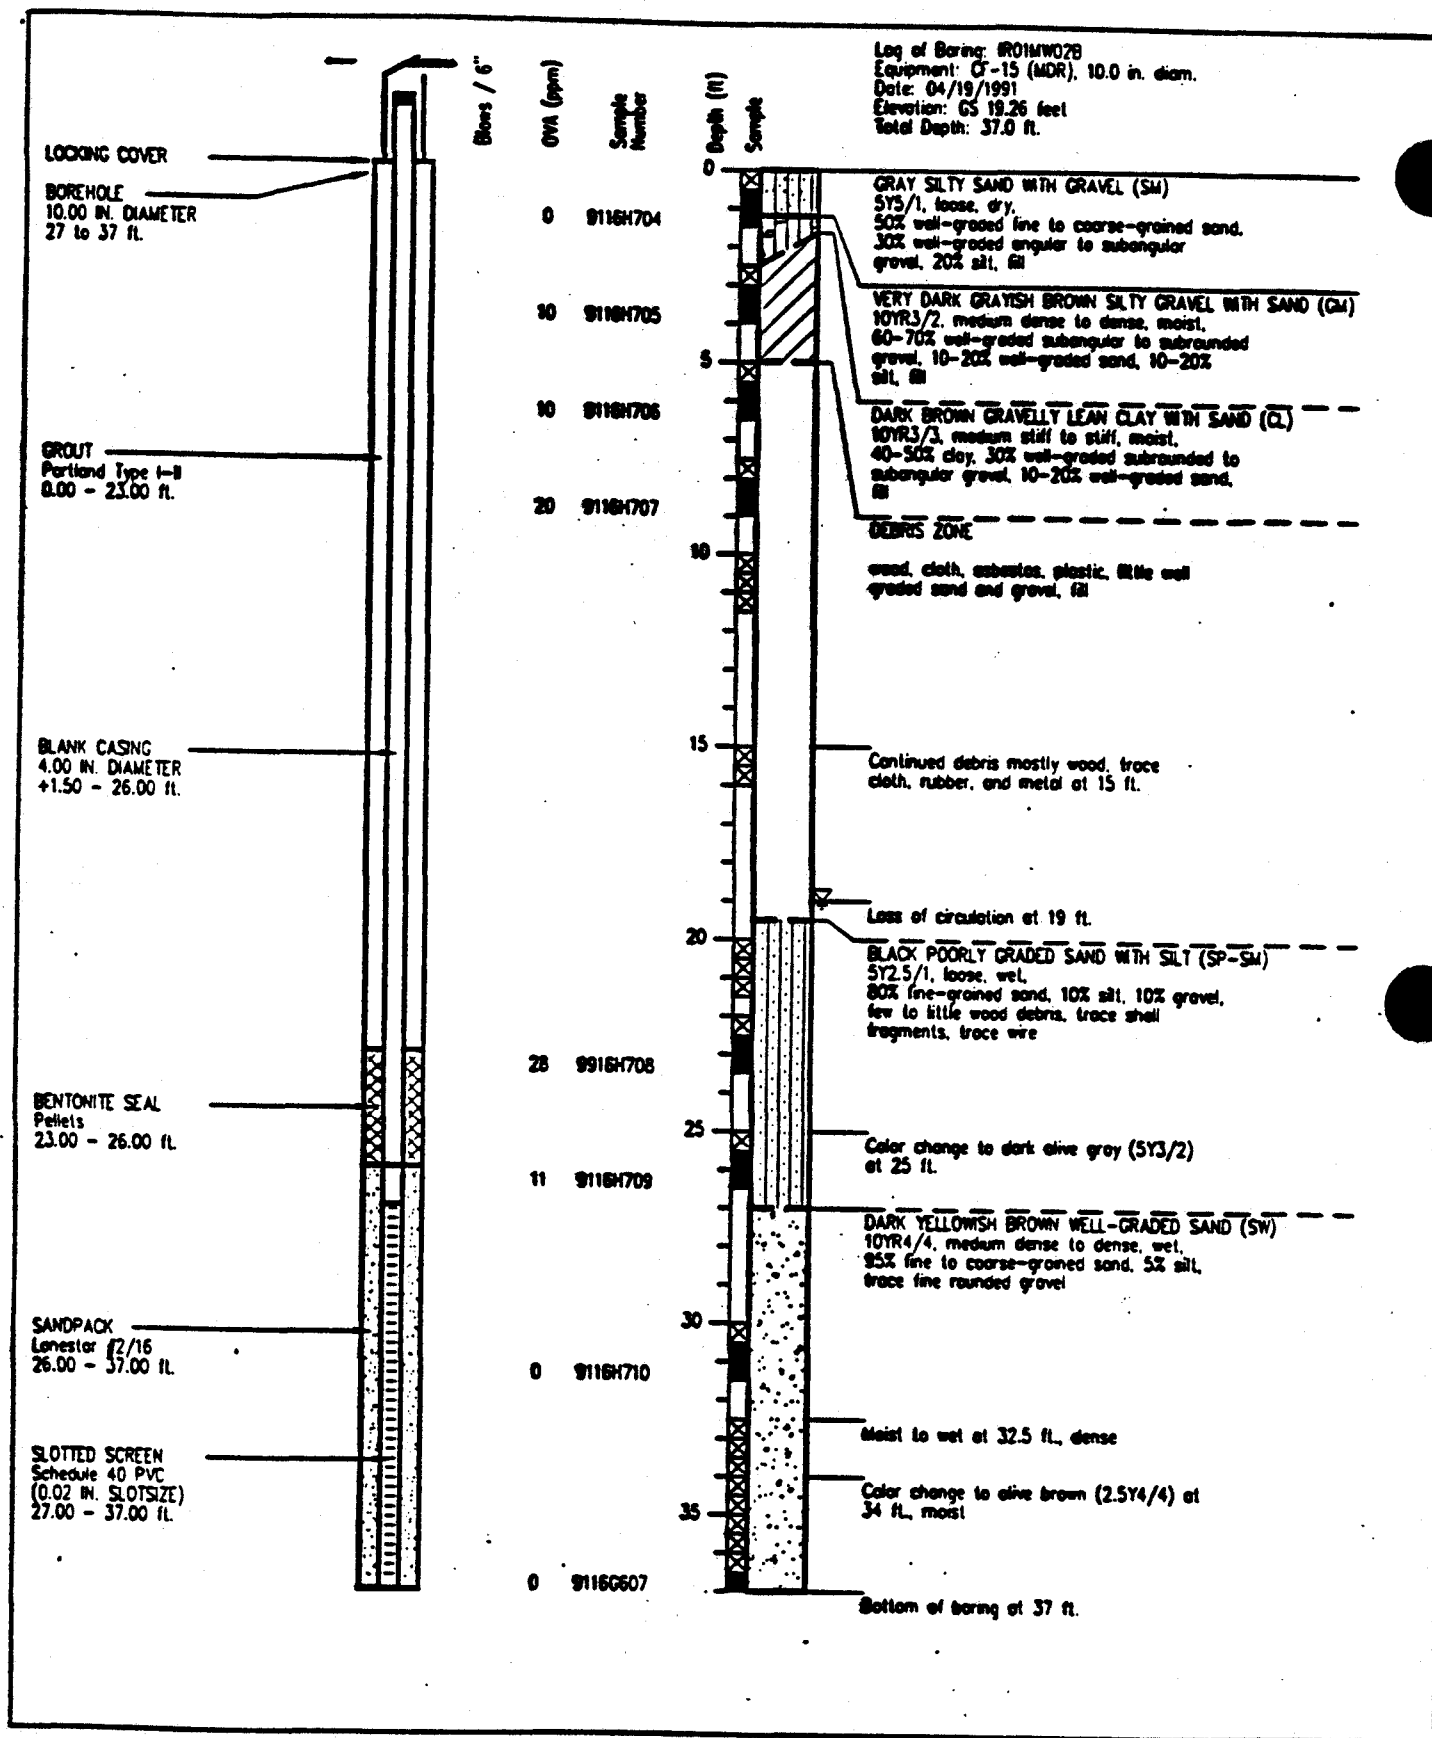 Log of Boring: IR01MW02B
Equipment: CF-15 (MDR), 10.0 in. diam.
Date: 04/19/1991
Elevation: GS 19.26 feet
Total Depth: 37.0 ft.
Blows / 6"
OVA (ppm)
Sample
Number
Depth (ft)
Sample
LOCKING COVER
BOREHOLE
10.00 IN. DIAMETER
27 to 37 ft.
GROUT
Portland Type I-II
0.00 - 23.00 ft.
BLANK CASING
4.00 IN. DIAMETER
+1.50 - 26.00 ft.
BENTONITE SEAL
Pellets
23.00 - 26.00 ft.
SANDPACK
Lonestar #2/16
26.00 - 37.00 ft.
SLOTTED SCREEN
Schedule 40 PVC
(0.02 IN. SLOTSIZE)
27.00 - 37.00 ft.
0 9116H704
10 9116H705
10 9116H706
20 9116H707
28 9916H708
11 9116H709
0 9116H710
0 9116G607
0
5
10
15
20
25
30
35
GRAY SILTY SAND WITH GRAVEL (SM)
5Y5/1, loose, dry,
50% well-graded fine to coarse-grained sand,
30% well-graded angular to subangular
gravel, 20% silt, fill
VERY DARK GRAYISH BROWN SILTY GRAVEL WITH SAND (GM)
10YR3/2, medium dense to dense, moist,
60-70% well-graded subangular to subrounded
gravel, 10-20% well-graded sand, 10-20%
silt, fill
DARK BROWN GRAVELLY LEAN CLAY WITH SAND (CL)
10YR3/3, medium stiff to stiff, moist,
40-50% clay, 30% well-graded subrounded to
subangular gravel, 10-20% well-graded sand,
fill
DEBRIS ZONE
wood, cloth, asbestos, plastic, little well
graded sand and gravel, fill
Continued debris mostly wood, trace
cloth, rubber, and metal at 15 ft.
Loss of circulation at 19 ft.
BLACK POORLY GRADED SAND WITH SILT (SP-SM)
5Y2.5/1, loose, wet,
80% fine-grained sand, 10% silt, 10% gravel,
few to little wood debris, trace shell
fragments, trace wire
Color change to dark olive gray (5Y3/2)
at 25 ft.
DARK YELLOWISH BROWN WELL-GRADED SAND (SW)
10YR4/4, medium dense to dense, wet,
95% fine to coarse-grained sand, 5% silt,
trace fine rounded gravel
Moist to wet at 32.5 ft., dense
Color change to olive brown (2.5Y4/4) at
34 ft., moist
Bottom of boring at 37 ft.